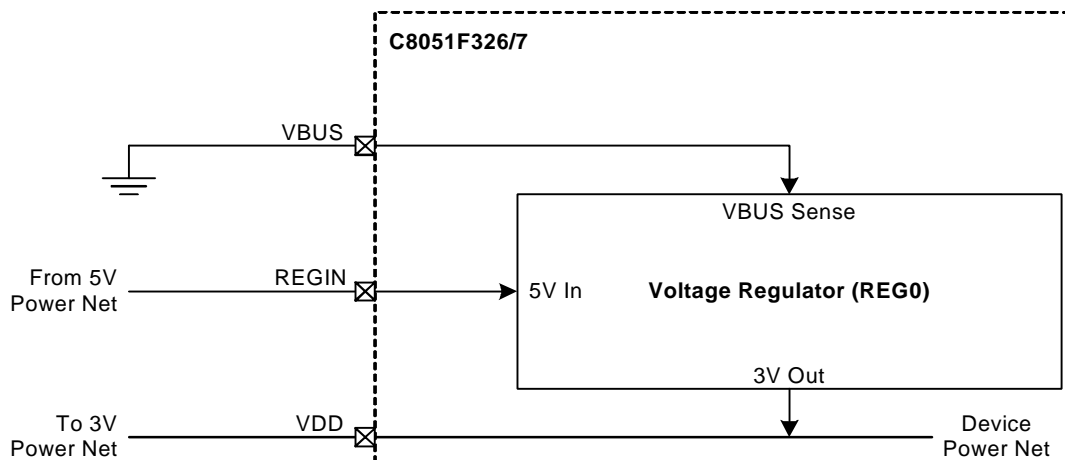 C8051F326/7
VBUS
VBUS Sense
From 5V
Power Net
REGIN
5V In
Voltage Regulator (REG0)
3V Out
To 3V
Power Net
VDD
Device
Power Net